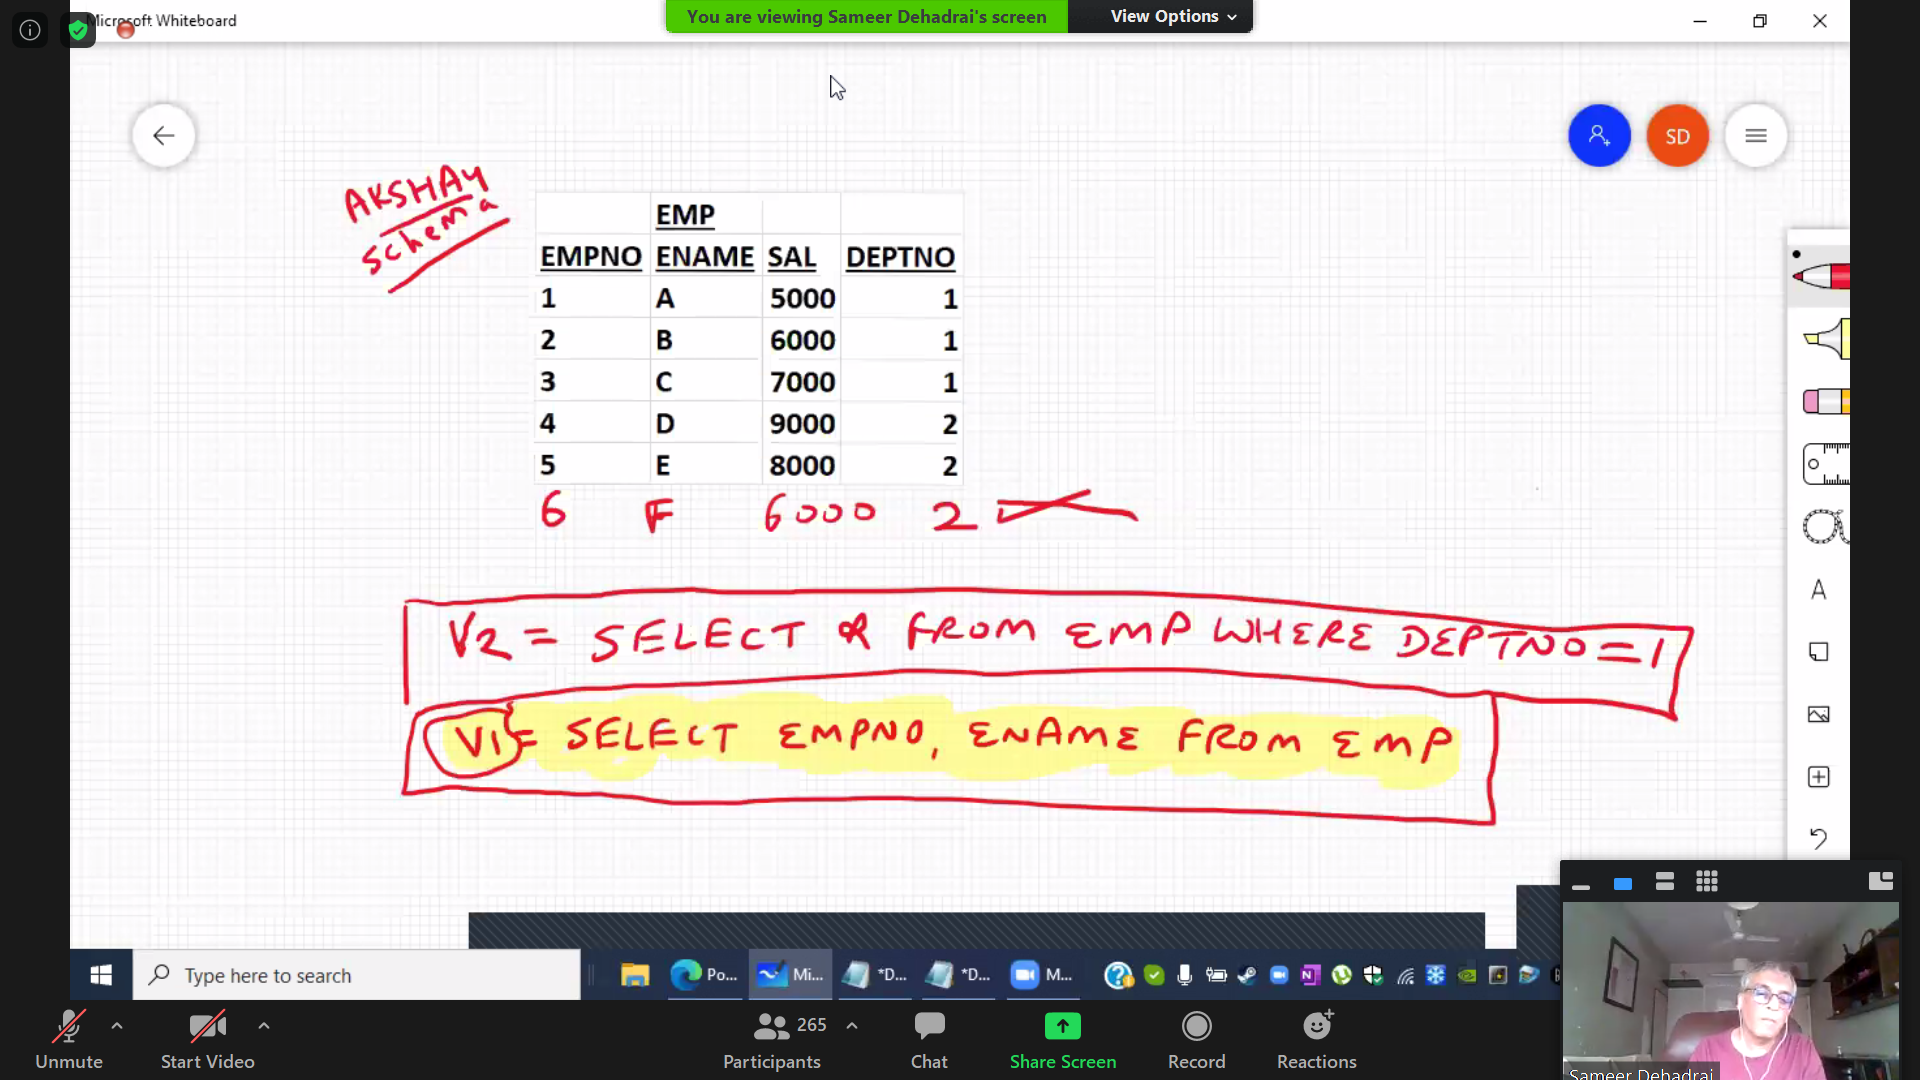 Microsoft Whiteboard
You are viewing Sameer Dehadrai's screen
View Options
SD
AKSHAY
schema
EMP
EMPNO ENAME SAL DEPTNO
1 A 5000 1
2 B 6000 1
3 C 7000 1
4 D 9000 2
5 E 8000 2
6 F 6000 2
V2 = SELECT * FROM EMP WHERE DEPTNO = 1
V1 = SELECT EMPNO, ENAME FROM EMP
A
Type here to search
Po...
Mi...
*D...
*D...
M...
Unmute
Start Video
265
Participants
Chat
Share Screen
Record
Reactions
Sameer Dehadrai